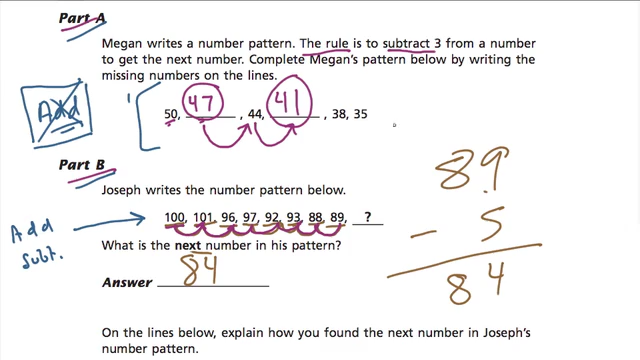 Part A
Megan writes a number pattern. The rule is to subtract 3 from a number
to get the next number. Complete Megan's pattern below by writing the
missing numbers on the lines.
Add
50, 47, 44, 41, 38, 35
Part B
Joseph writes the number pattern below.
100, 101, 96, 97, 92, 93, 88, 89, ?
Add
Subt.
What is the next number in his pattern?
Answer 84
89
- 5
84
On the lines below, explain how you found the next number in Joseph's
number pattern.